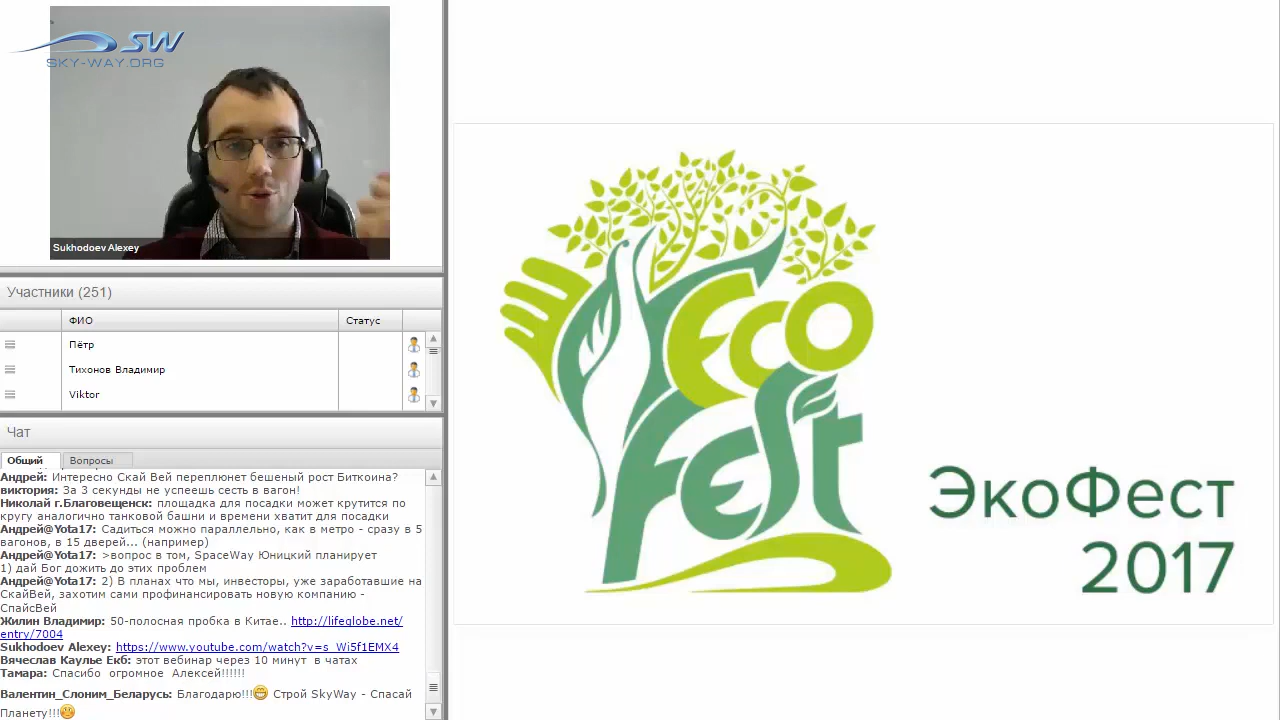 SW
SKY-WAY.ORG
Sukhodoev Alexey
Участники (251)
ФИО
Статус
Пётр
Тихонов Владимир
Viktor
Чат
Общий
Вопросы
Андрей: Интересно Скай Вей переплюнет бешеный рост Биткоина?
виктория: За 3 секунды не успеешь сесть в вагон!
Николай г.Благовещенск: площадка для посадки может крутится по
кругу аналогично танковой башни и времени хватит для посадки
Андрей@Yota17: Садиться можно параллельно, как в метро - сразу в 5
вагонов, в 15 дверей... (например)
Андрей@Yota17: >вопрос в том, SpaceWay Юницкий планирует
1) дай Бог дожить до этих проблем
Андрей@Yota17: 2) В планах что мы, инвесторы, уже заработавшие на
СкайВей, захотим сами профинансировать новую компанию -
СпайсВей
Жилин Владимир: 50-полосная пробка в Китае.. http://lifeglobe.net/
entry/7004
Sukhodoev Alexey: https://www.youtube.com/watch?v=s_Wi5f1EMX4
Вячеслав Каулье Екб: этот вебинар через 10 минут в чатах
Тамара: Спасибо огромное Алексей!!!!!!
Валентин_Слоним_Беларусь: Благодарю!!! Строй SkyWay - Спасай
Планету!!!
Eco
Fest
ЭкоФест
2017